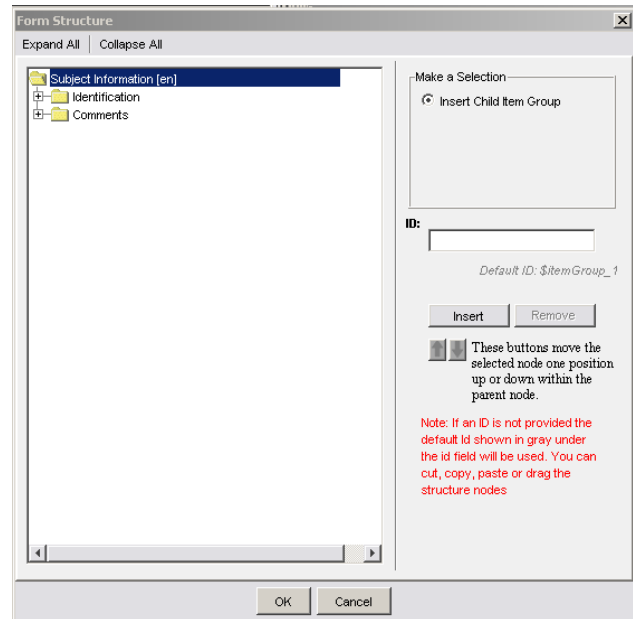 Form Structure
Expand All
Collapse All
Subject Information [en]
Identification
Comments
Make a Selection
Insert Child Item Group
ID:
Default ID: $itemGroup_1
Insert
Remove
These buttons move the
selected node one position
up or down within the
parent node.
Note: If an ID is not provided the
default Id shown in gray under
the id field will be used. You can
cut, copy, paste or drag the
structure nodes
OK
Cancel